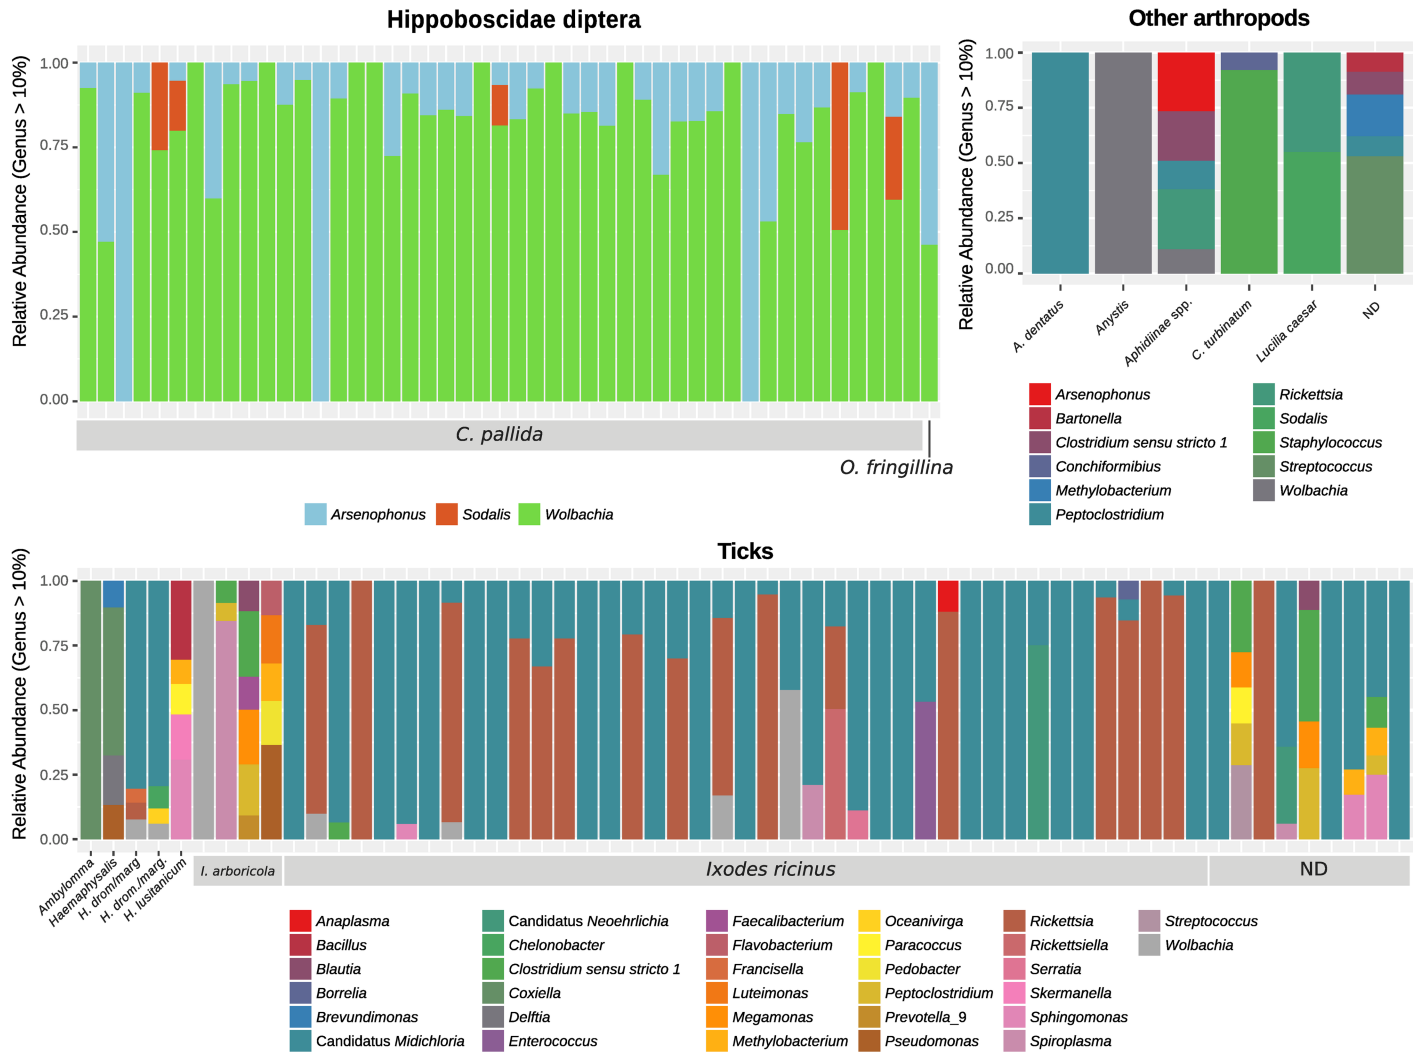 Hippoboscidae diptera
Relative Abundance (Genus > 10%)
1.00
0.75
0.50
0.25
0.00
C. pallida
O. fringillina
Arsenophonus
Sodalis
Wolbachia
Other arthropods
Relative Abundance (Genus > 10%)
1.00
0.75
0.50
0.25
0.00
A. dentatus
Anystis
Aphidiinae spp.
C. turbinatum
Lucilia caesar
ND
Arsenophonus
Bartonella
Clostridium sensu stricto 1
Conchiformibius
Methylobacterium
Peptoclostridium
Rickettsia
Sodalis
Staphylococcus
Streptococcus
Wolbachia
Ticks
Relative Abundance (Genus > 10%)
1.00
0.75
0.50
0.25
0.00
Ambylomma
Haemaphysalis
H. drom/marg
H. drom./marg.
H. lusitanicum
I. arboricola
Ixodes ricinus
ND
Anaplasma
Bacillus
Blautia
Borrelia
Brevundimonas
Candidatus Midichloria
Candidatus Neoehrlichia
Chelonobacter
Clostridium sensu stricto 1
Coxiella
Delftia
Enterococcus
Faecalibacterium
Flavobacterium
Francisella
Luteimonas
Megamonas
Methylobacterium
Oceanivirga
Paracoccus
Pedobacter
Peptoclostridium
Prevotella_9
Pseudomonas
Rickettsia
Rickettsiella
Serratia
Skermanella
Sphingomonas
Spiroplasma
Streptococcus
Wolbachia